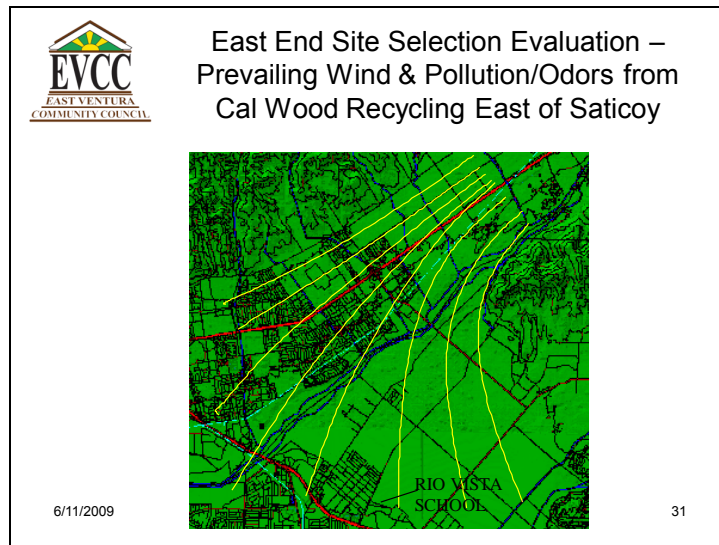 EVCC
EAST VENTURA
COMMUNITY COUNCIL
East End Site Selection Evaluation –
Prevailing Wind & Pollution/Odors from
Cal Wood Recycling East of Saticoy
RIO VISTA
SCHOOL
6/11/2009
31